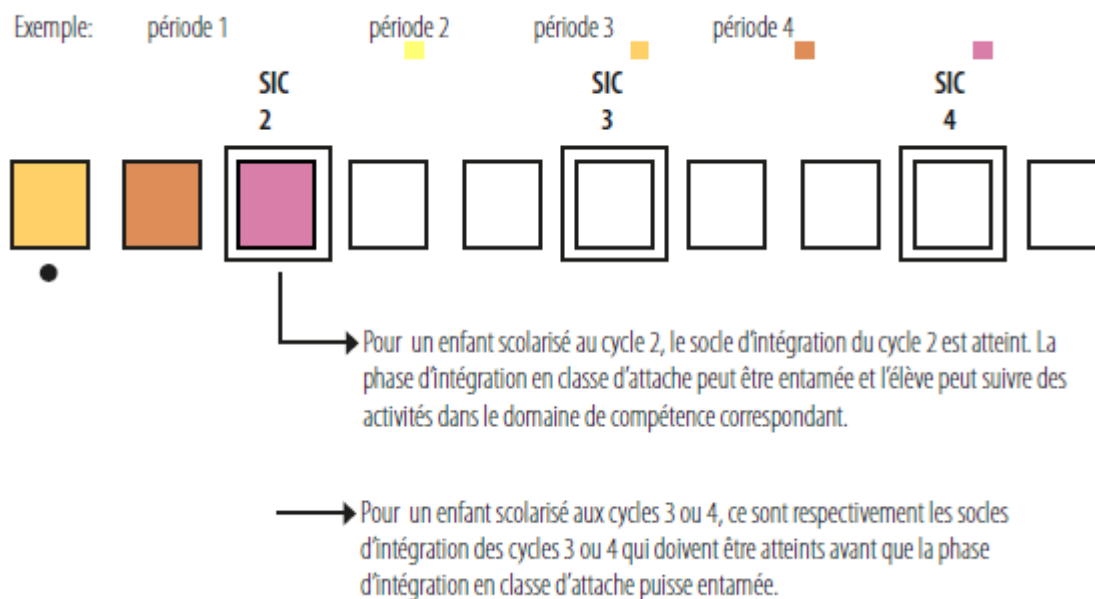 Exemple: période 1 période 2 période 3 période 4
SIC SIC SIC
2 3 4
Pour un enfant scolarisé au cycle 2, le socle d'intégration du cycle 2 est atteint. La
phase d'intégration en classe d'attache peut être entamée et l'élève peut suivre des
activités dans le domaine de compétence correspondant.
Pour un enfant scolarisé aux cycles 3 ou 4, ce sont respectivement les socles
d'intégration des cycles 3 ou 4 qui doivent être atteints avant que la phase
d'intégration en classe d'attache puisse entamée.